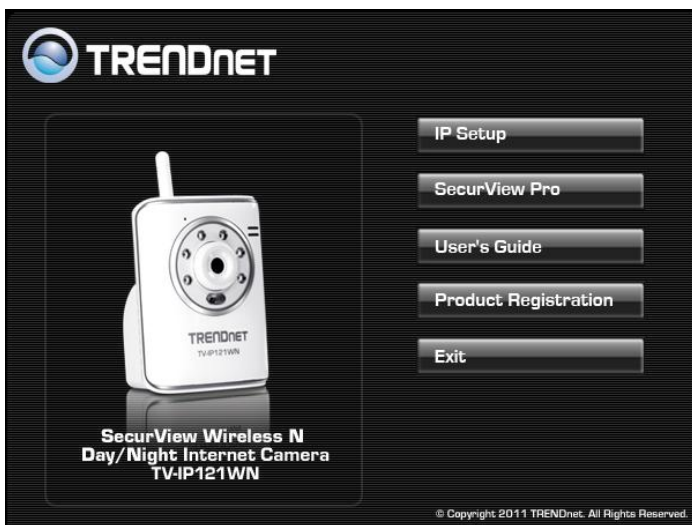 TRENDNET
IP Setup
SecurView Pro
User's Guide
Product Registration
Exit
TRENDNET
TV-IP121WN
SecurView Wireless N
Day/Night Internet Camera
TV-IP121WN
© Copyright 2011 TRENDnet. All Rights Reserved.